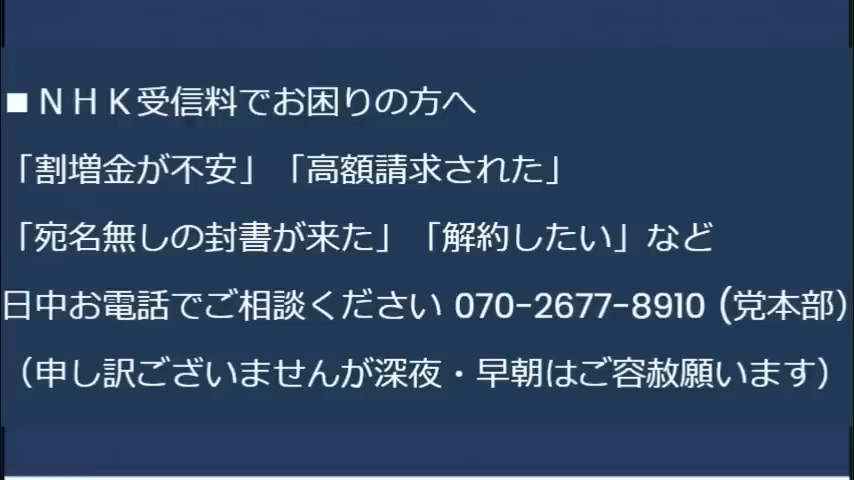 ■ＮＨＫ受信料でお困りの方へ
「割増金が不安」「高額請求された」
「宛名無しの封書が来た」「解約したい」など
日中お電話でご相談ください 070-2677-8910 (党本部)
（申し訳ございませんが深夜・早朝はご容赦願います）